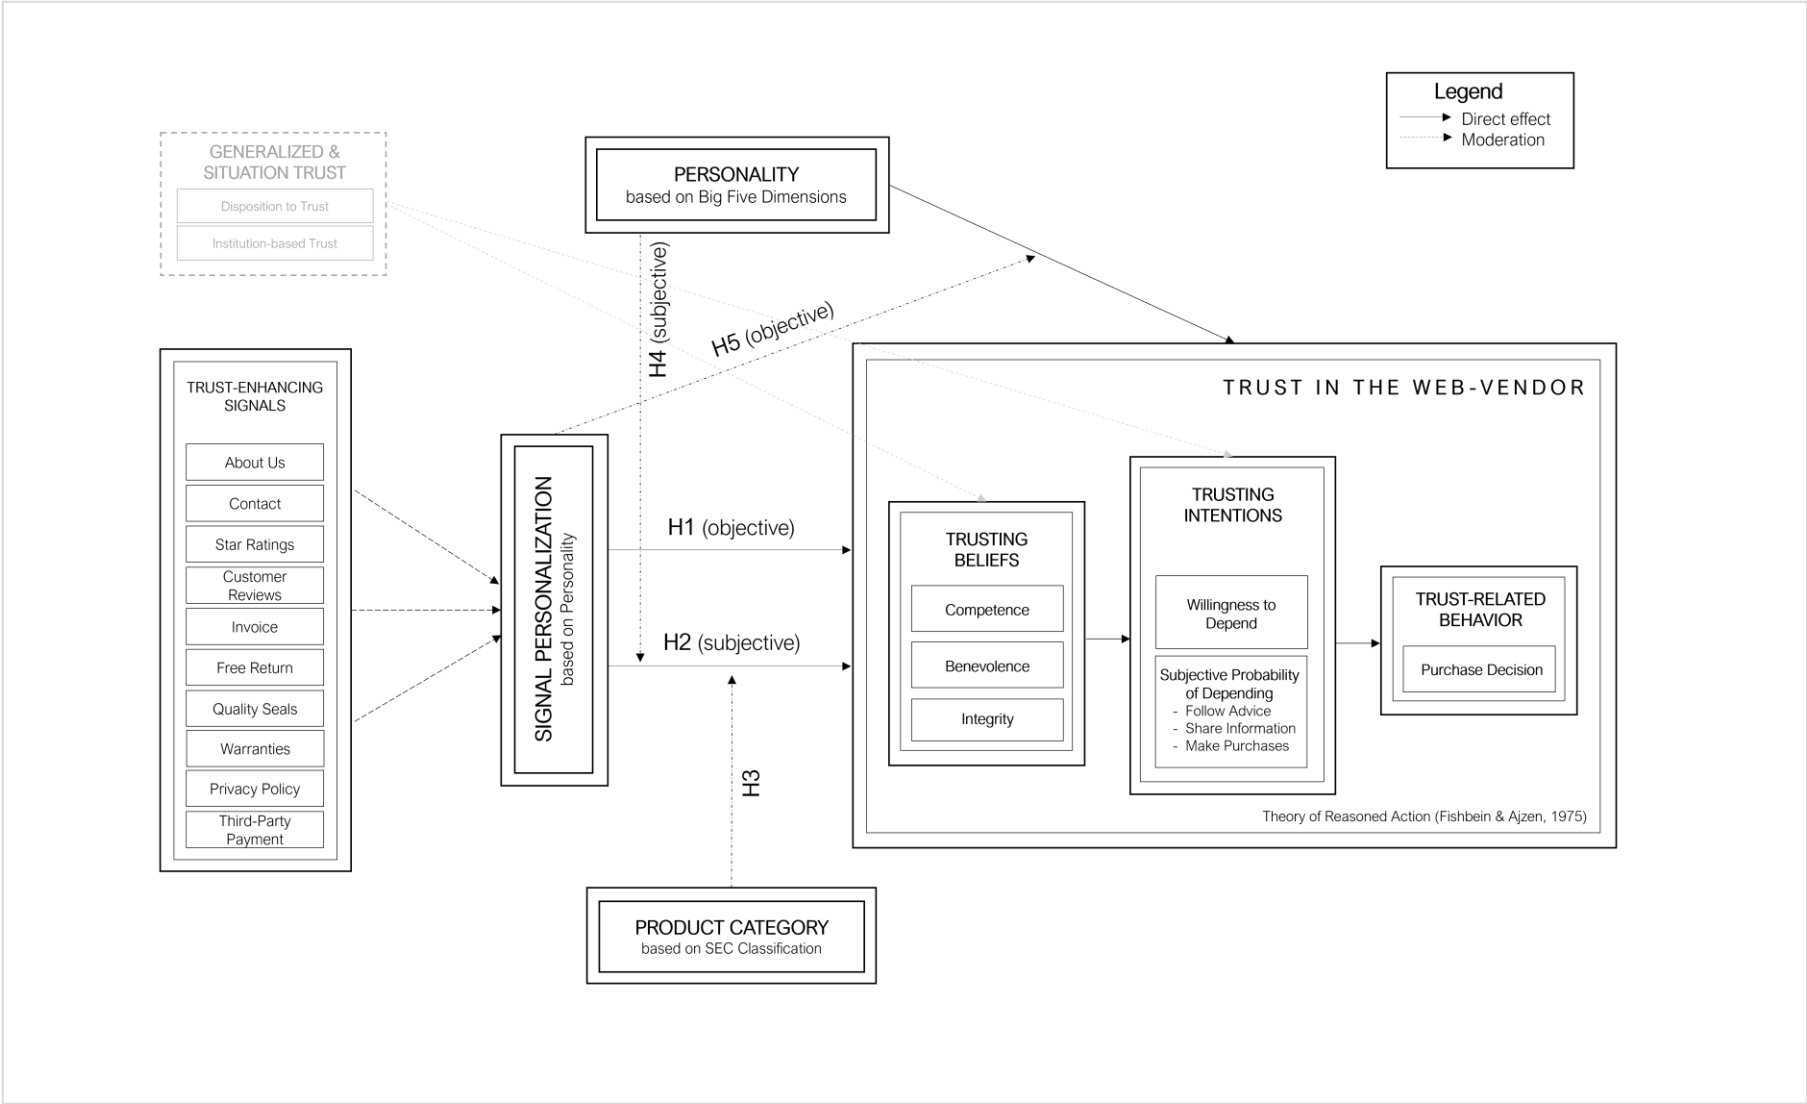 Legend
Direct effect
Moderation
GENERALIZED &
SITUATION TRUST
Disposition to Trust
Institution-based Trust
PERSONALITY
based on Big Five Dimensions
H4 (subjective)
H5 (objective)
TRUST-ENHANCING
SIGNALS
About Us
Contact
Star Ratings
Customer
Reviews
Invoice
Free Return
Quality Seals
Warranties
Privacy Policy
Third-Party
Payment
SIGNAL PERSONALIZATION
based on Personality
H1 (objective)
H2 (subjective)
H3
PRODUCT CATEGORY
based on SEC Classification
TRUST IN THE WEB-VENDOR
TRUSTING
BELIEFS
Competence
Benevolence
Integrity
TRUSTING
INTENTIONS
Willingness to
Depend
Subjective Probability
of Depending
- Follow Advice
- Share Information
- Make Purchases
TRUST-RELATED
BEHAVIOR
Purchase Decision
Theory of Reasoned Action (Fishbein & Ajzen, 1975)